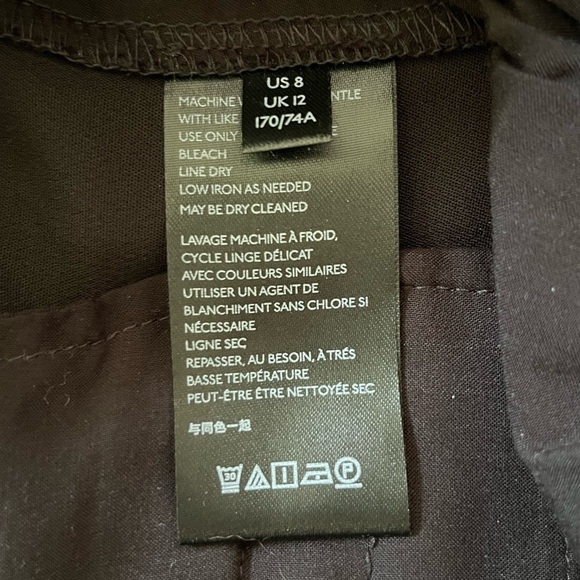 US 8
UK 12
170/74A
MACHINE NTLE
WITH LIKE
USE ONLY
BLEACH
LINE DRY
LOW IRON AS NEEDED
MAY BE DRY CLEANED
LAVAGE MACHINE À FROID,
CYCLE LINGE DÉLICAT
AVEC COULEURS SIMILAIRES
UTILISER UN AGENT DE
BLANCHIMENT SANS CHLORE SI
NÉCESSAIRE
LIGNE SEC
REPASSER, AU BESOIN, À TRÉS
BASSE TEMPÉRATURE
PEUT-ÊTRE ÊTRE NETTOYÉE SEC
与同色一起
30 P